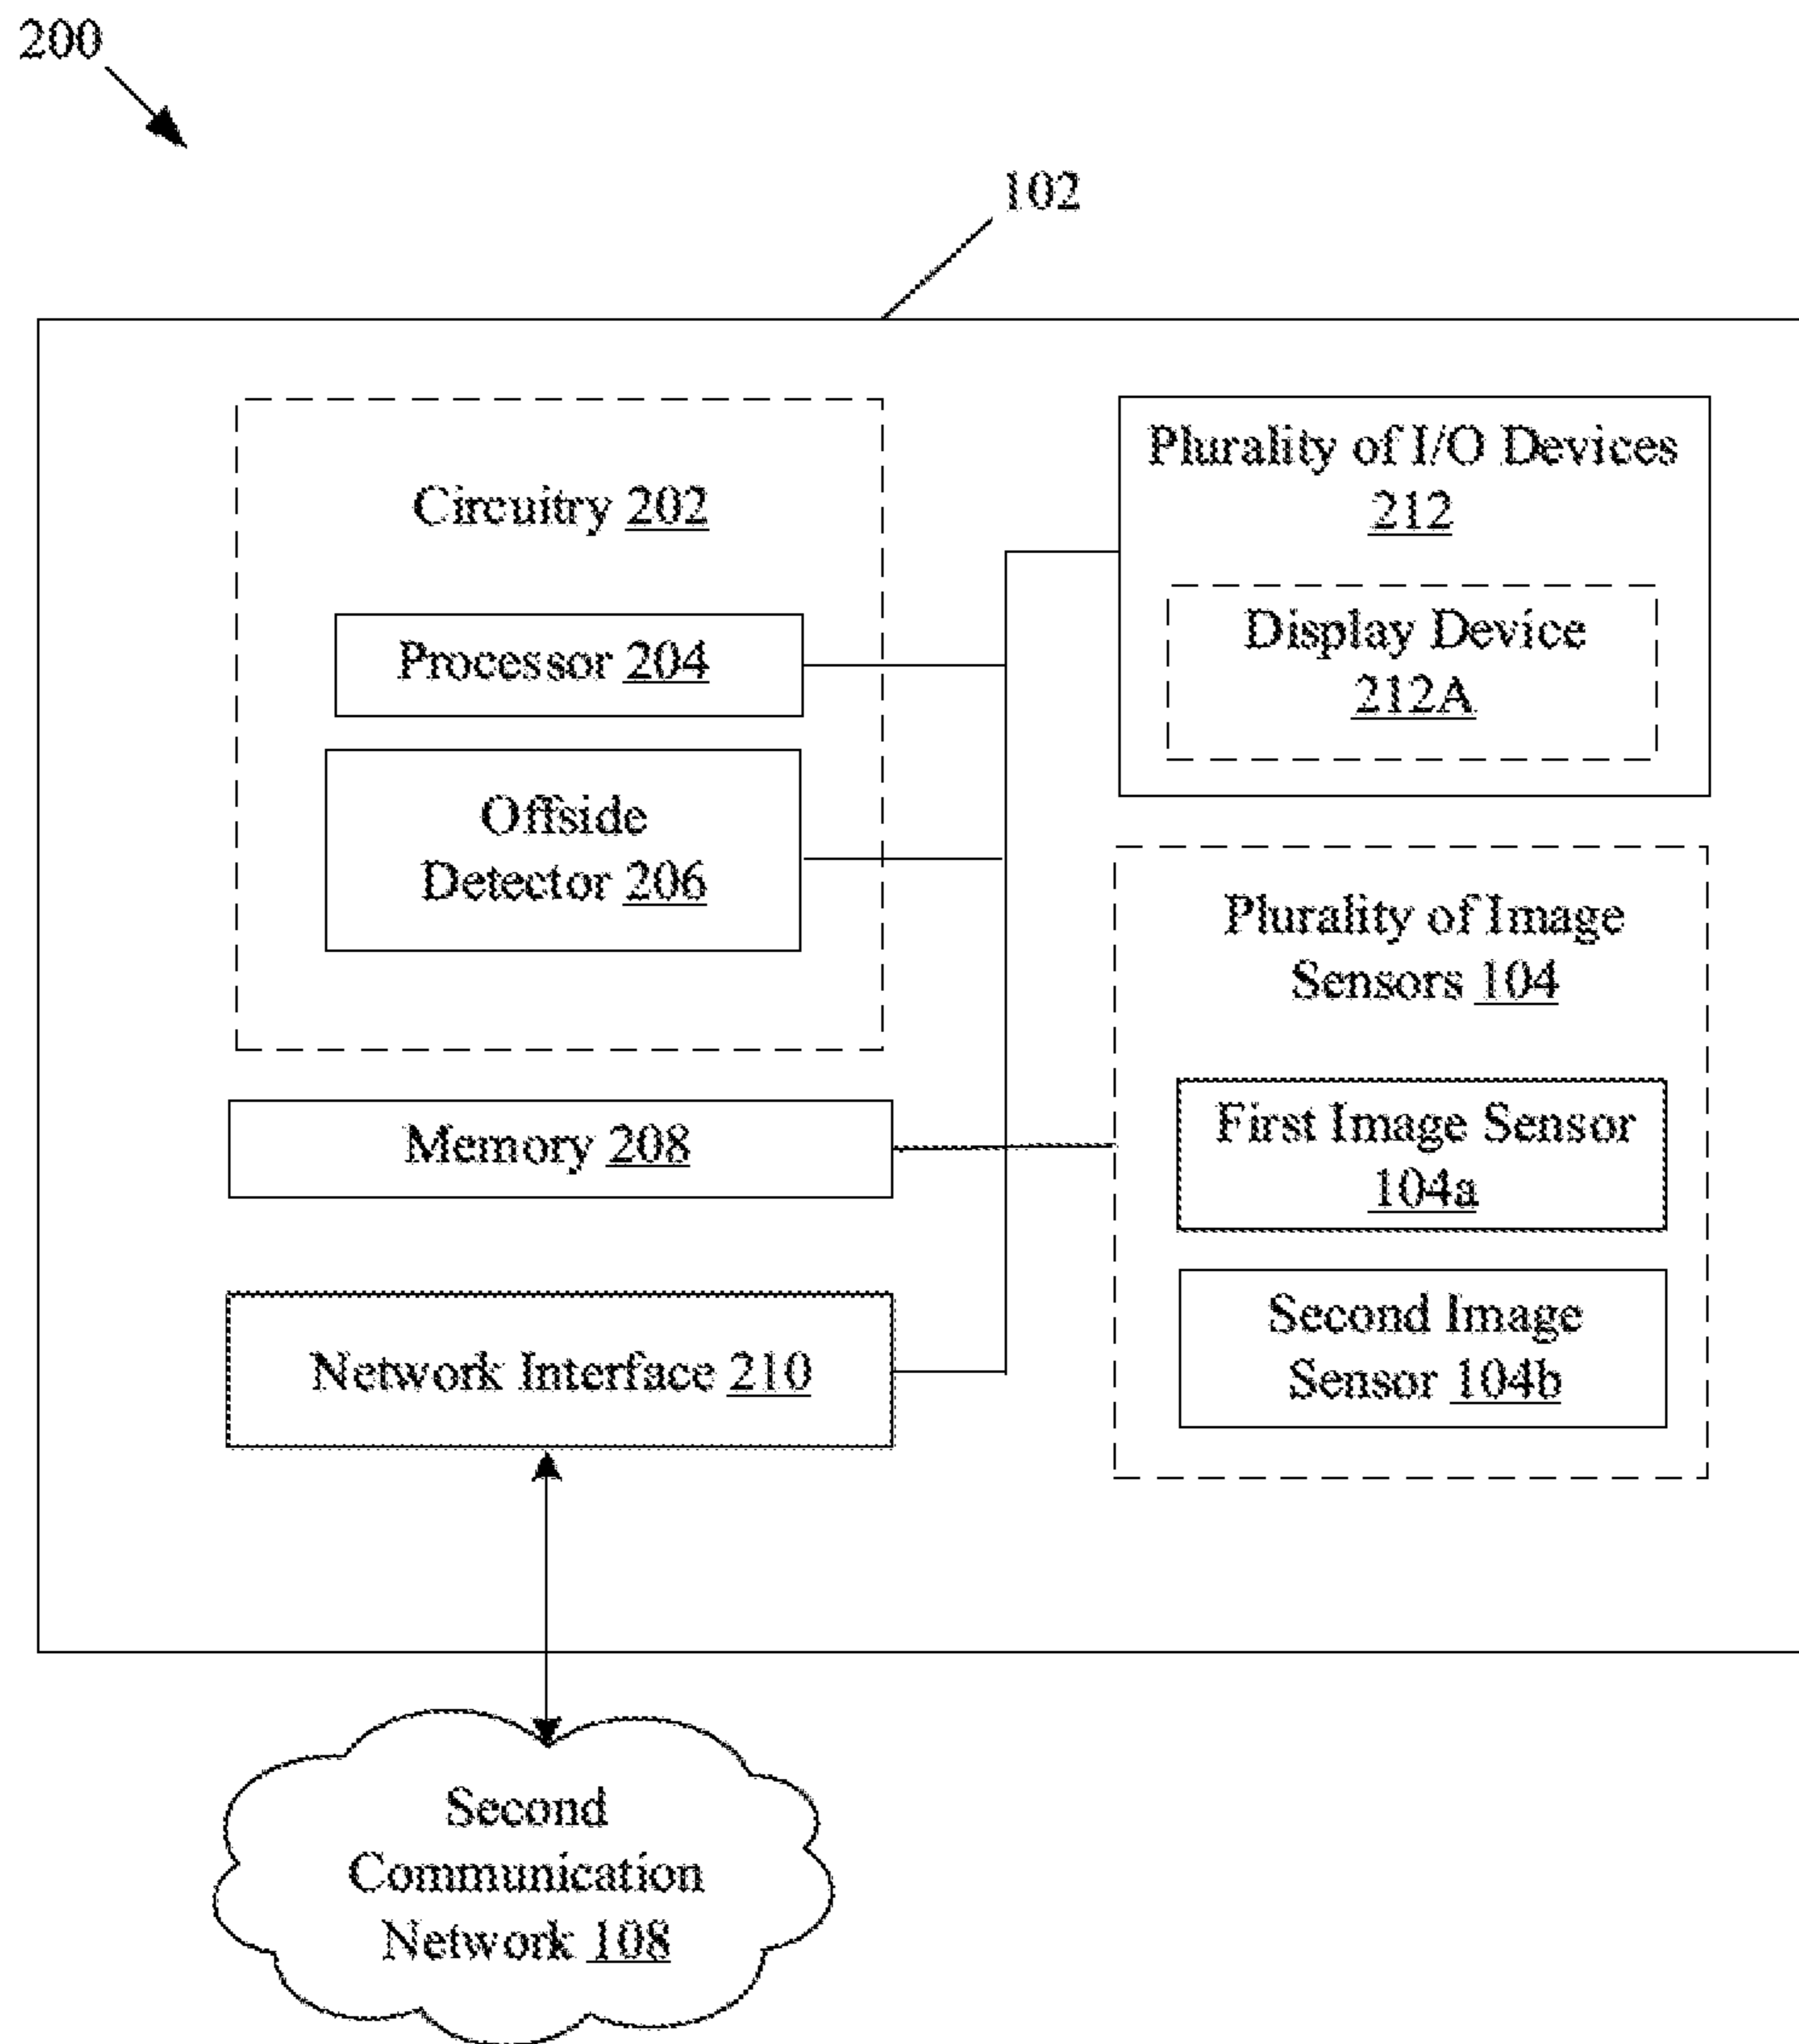 200
102
Circuitry 202
Processor 204
Offside
Detector 206
Memory 208
Network Interface 210
Plurality of I/O Devices
212
Display Device
212A
Plurality of Image
Sensors 104
First Image Sensor
104a
Second Image
Sensor 104b
Second
Communication
Network 108